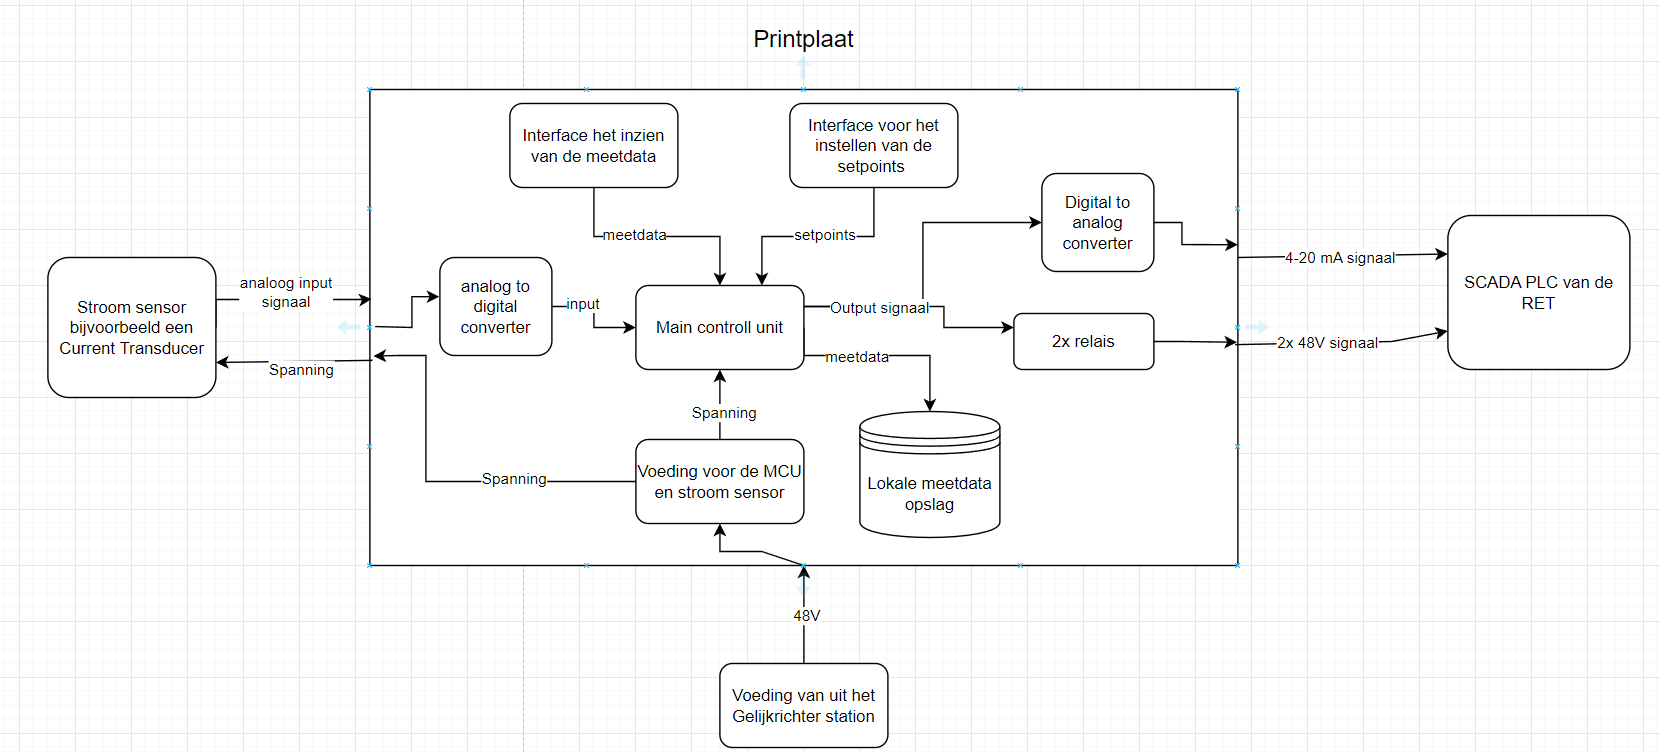 Printplaat
Interface het inzien
van de meetdata
Interface voor het
instellen van de
setpoints
Digital to
analog
converter
meetdata
setpoints
Stroom sensor
bijvoorbeeld een
Current Transducer
analoog input
signaal
Spanning
analog to
digital
converter
input
Main controll unit
Output signaal
meetdata
2x relais
4-20 mA signaal
2x 48V signaal
SCADA PLC van de
RET
Spanning
Spanning
Voeding voor de MCU
en stroom sensor
Lokale meetdata
opslag
48V
Voeding van uit het
Gelijkrichter station